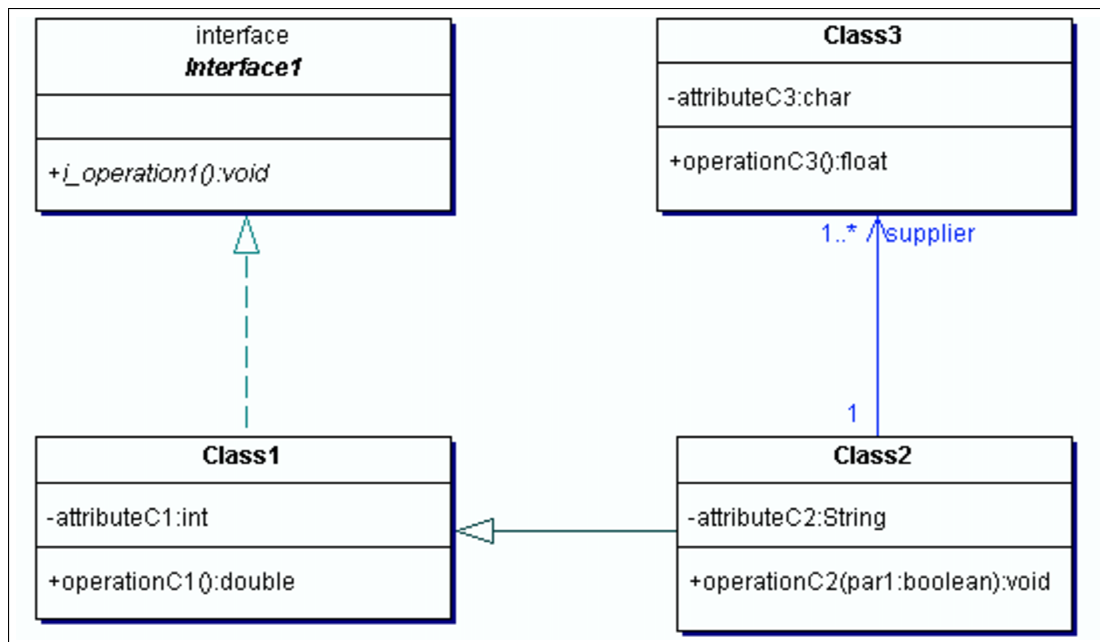 interface
Interface1
+i_operation1():void
Class3
-attributeC3:char
+operationC3():float
1..* /\supplier
1
Class1
-attributeC1:int
+operationC1():double
Class2
-attributeC2:String
+operationC2(par1:boolean):void